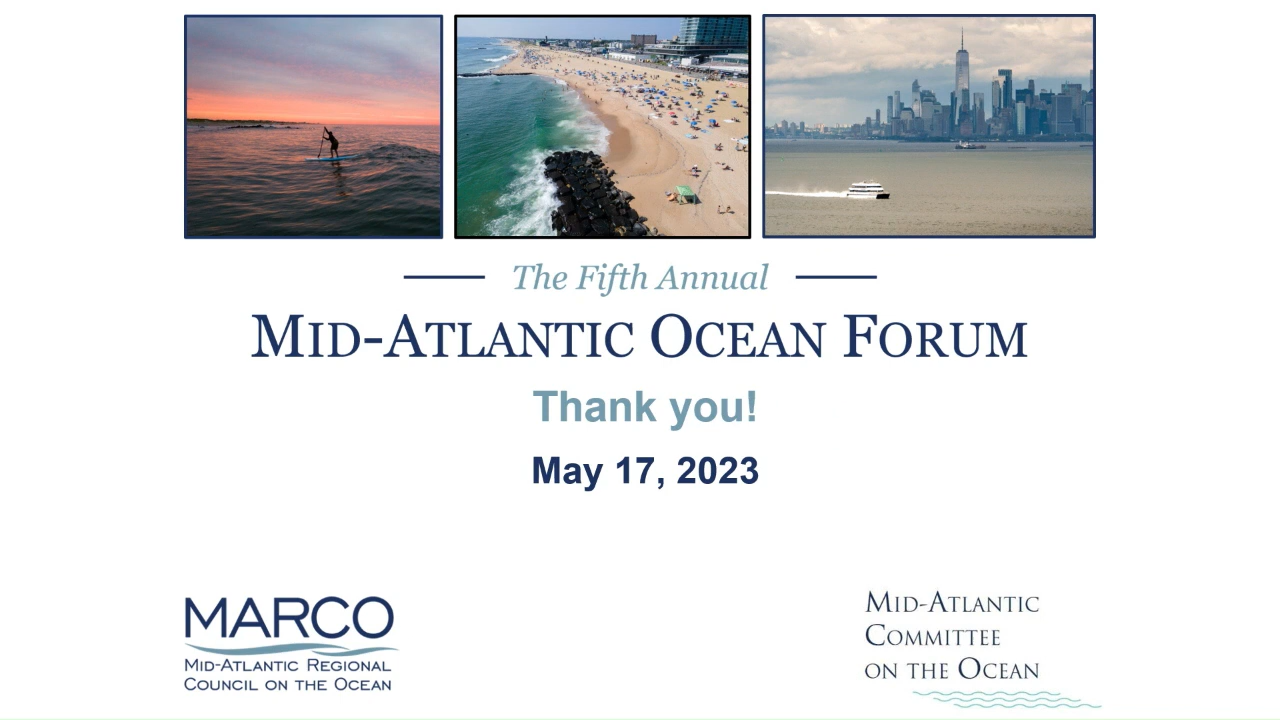 The Fifth Annual
Mid-Atlantic Ocean Forum
Thank you!
May 17, 2023
MARCO
Mid-Atlantic Regional
Council on the Ocean
Mid-Atlantic
Committee
on the Ocean